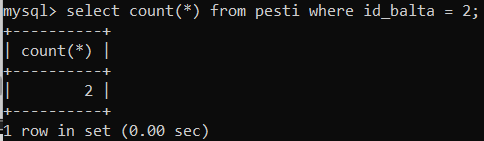 mysql> select count(*) from pesti where id_balta = 2;
+----------+
| count(*) |
+----------+
|        2 |
+----------+
1 row in set (0.00 sec)